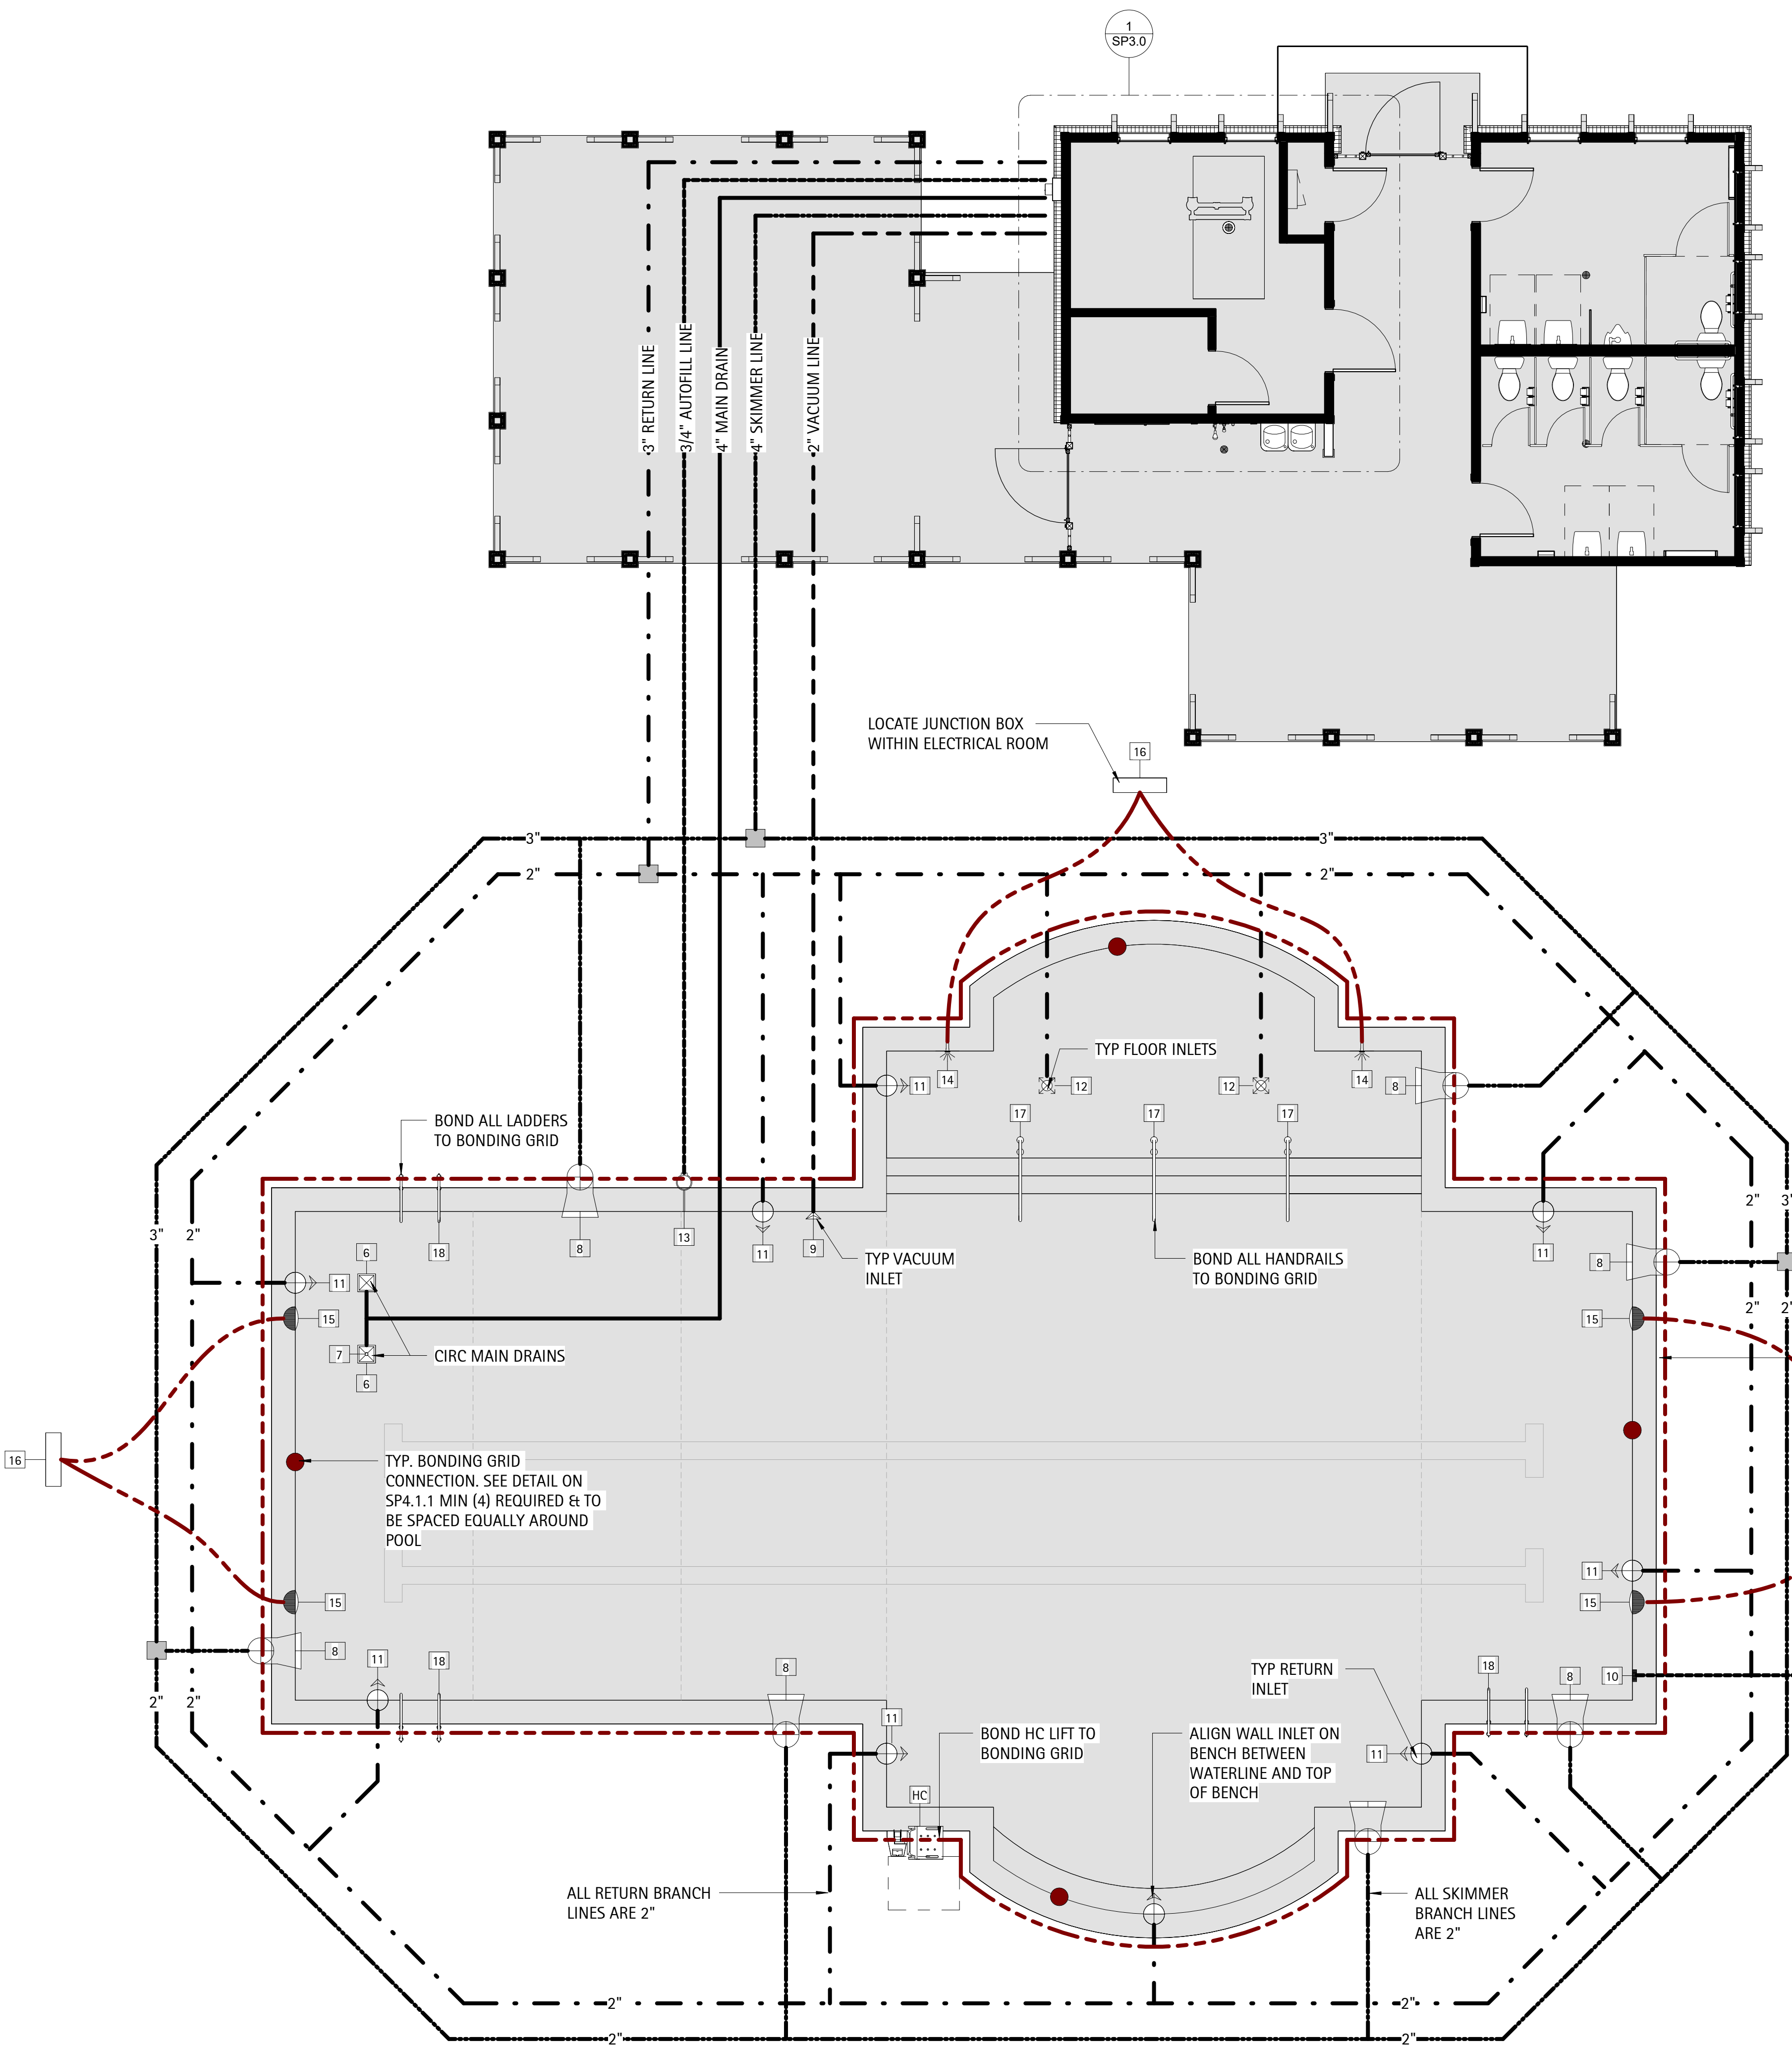 1
SP3.0
3" RETURN LINE
3/4" AUTOFILL LINE
4" MAIN DRAIN
4" SKIMMER LINE
2" VACUUM LINE
LOCATE JUNCTION BOX
WITHIN ELECTRICAL ROOM
16
3"
3"
2"
2"
TYP FLOOR INLETS
14
14
11
12
12
8
17
17
17
BOND ALL LADDERS
TO BONDING GRID
3"
2"
2"
3"
18
8
13
11
9
TYP VACUUM
INLET
BOND ALL HANDRAILS
TO BONDING GRID
11
8
6
11
15
7
6
CIRC MAIN DRAINS
15
2"
2"
16
TYP. BONDING GRID
CONNECTION. SEE DETAIL ON
SP4.1.1 MIN (4) REQUIRED & TO
BE SPACED EQUALLY AROUND
POOL
11
15
15
8
11
18
8
TYP RETURN
INLET
18
8
10
2"
2"
11
BOND HC LIFT TO
BONDING GRID
ALIGN WALL INLET ON
BENCH BETWEEN
WATERLINE AND TOP
OF BENCH
11
HC
ALL RETURN BRANCH
LINES ARE 2"
ALL SKIMMER
BRANCH LINES
ARE 2"
2"
2"
2"
2"